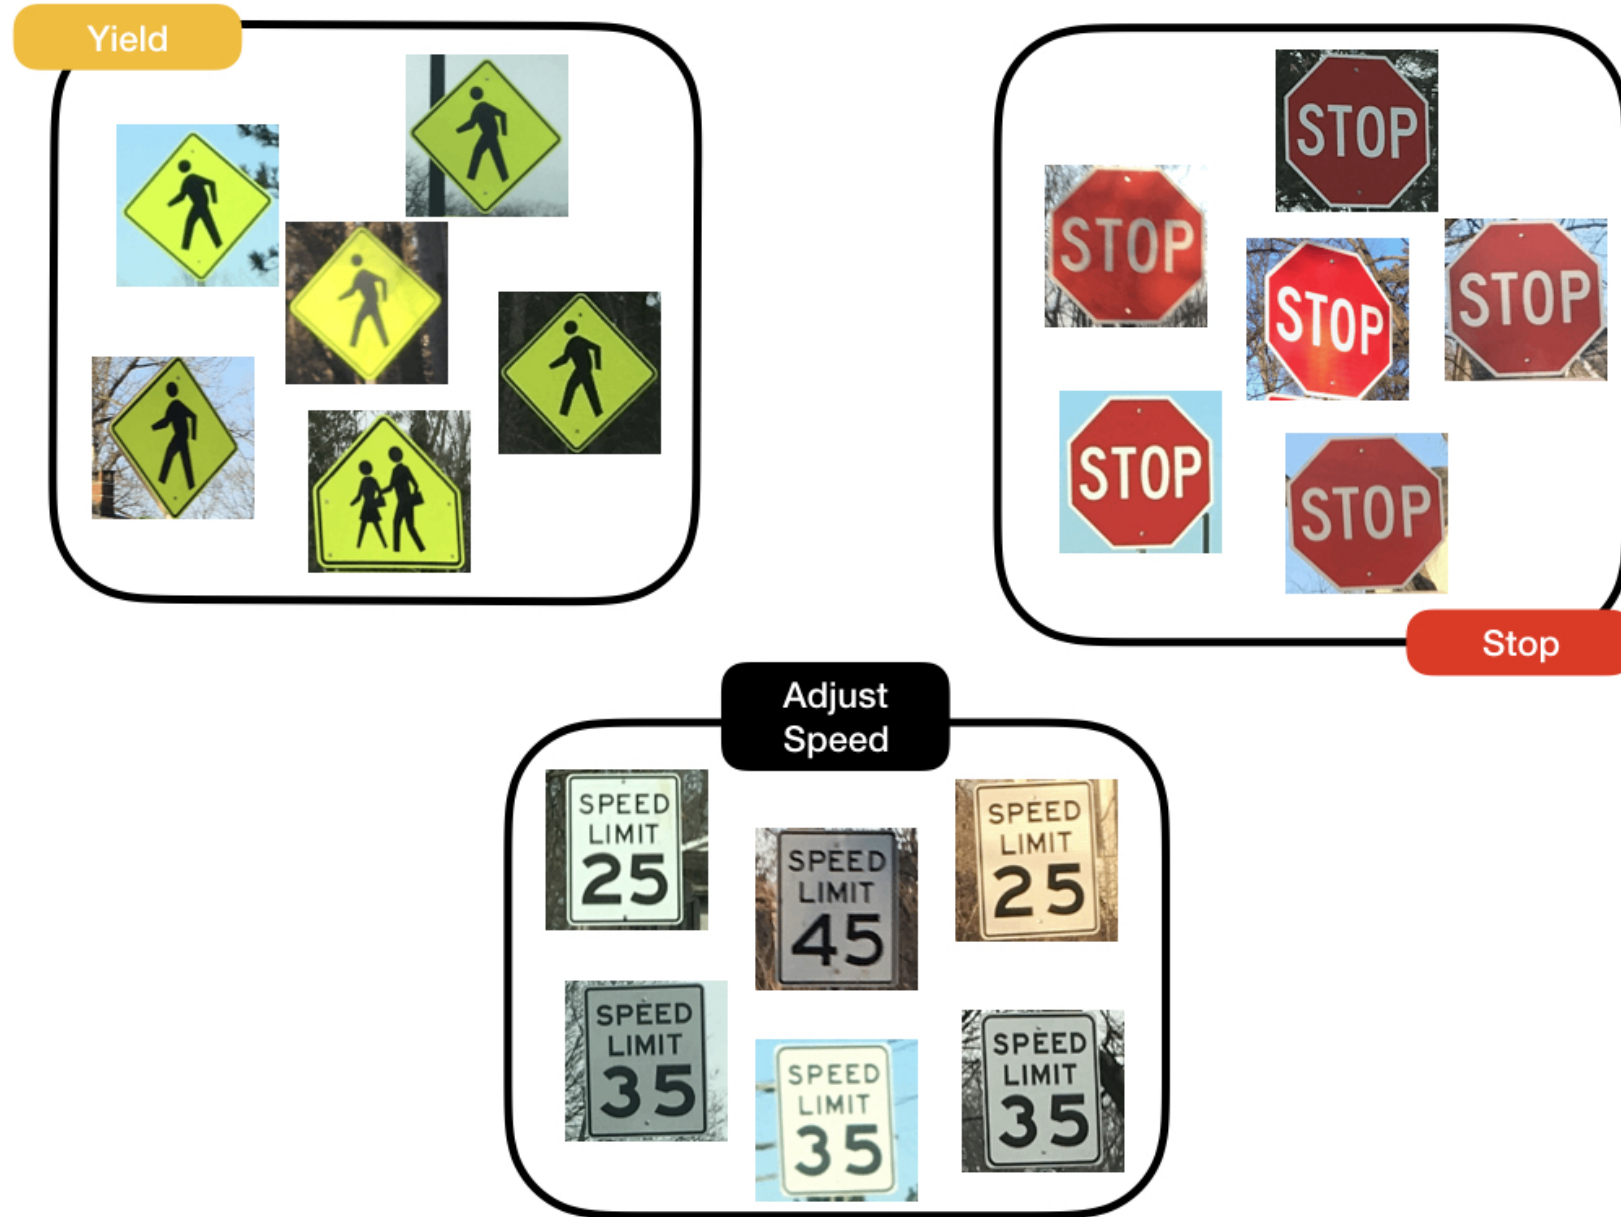 Yield
STOP
STOP
STOP
STOP
STOP
STOP
Stop
Adjust
Speed
SPEED
LIMIT
25
SPEED
LIMIT
45
SPEED
LIMIT
25
SPEED
LIMIT
35
SPEED
LIMIT
35
SPEED
LIMIT
35